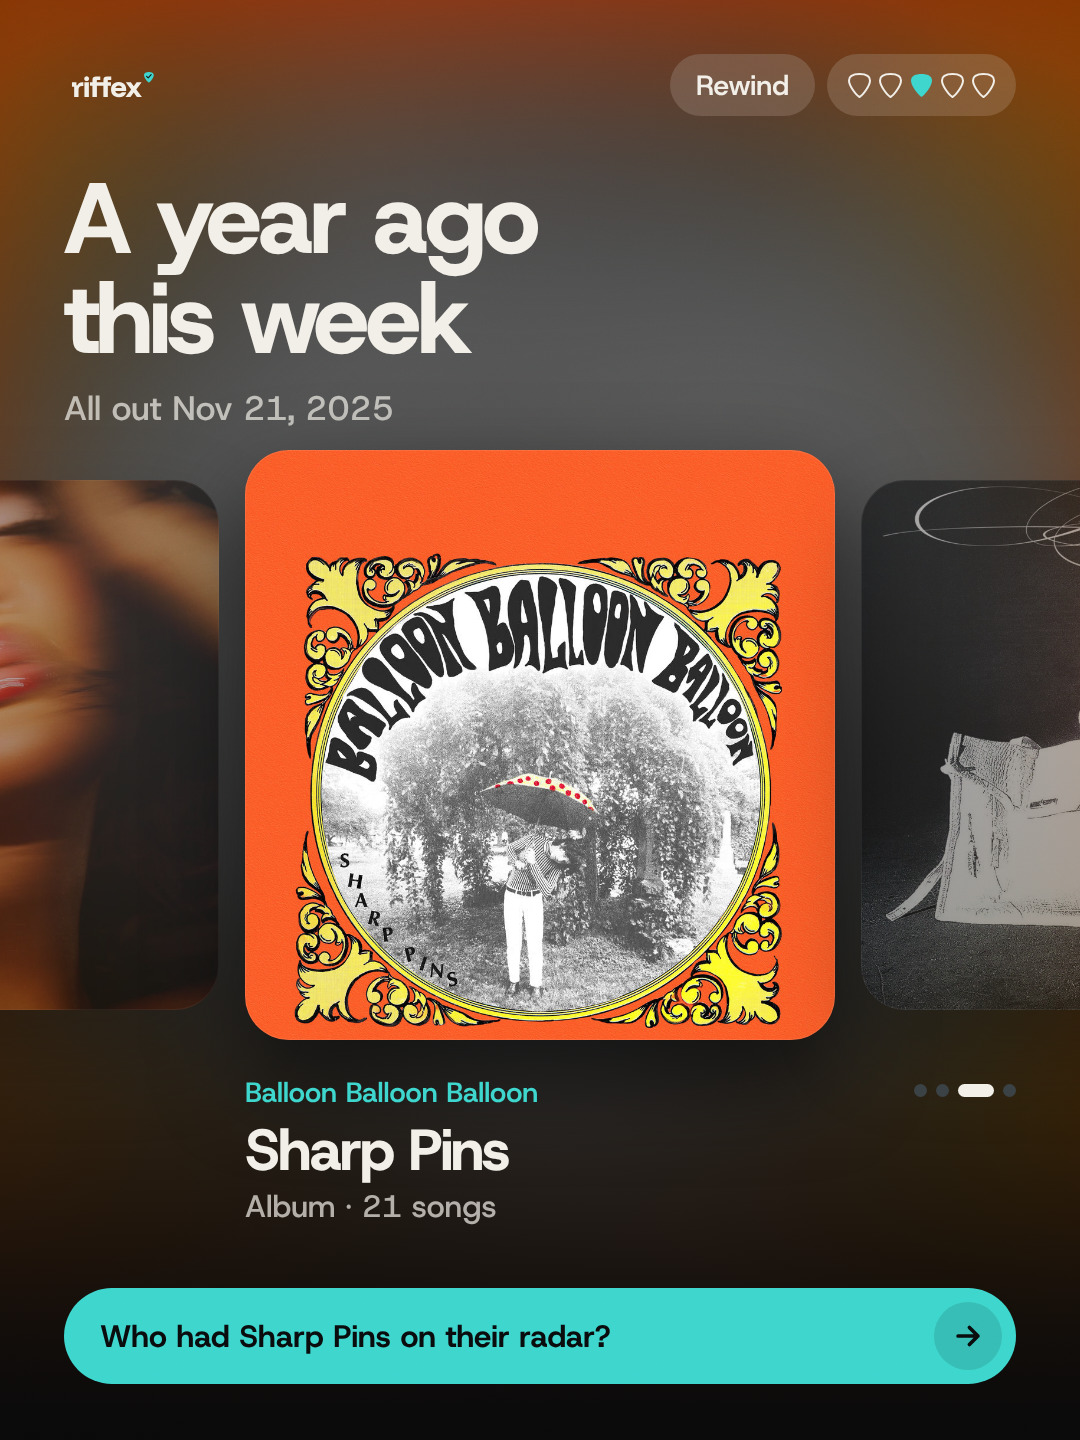 riffex
Rewind
A year ago
this week
All out Nov 21, 2025
BALLOON BALLOON BALLOON
SHARP PINS
Balloon Balloon Balloon
Sharp Pins
Album · 21 songs
Who had Sharp Pins on their radar?